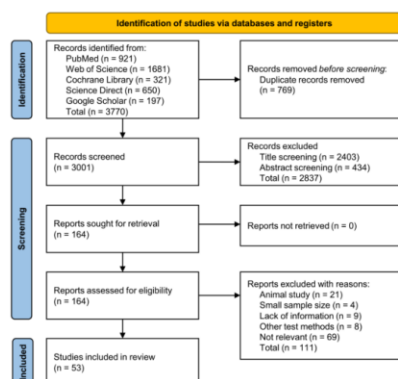 Identification of studies via databases and registers
Identification
Records identified from:
PubMed (n = 921)
Web of Science (n = 1681)
Cochrane Library (n = 321)
Science Direct (n = 650)
Google Scholar (n = 197)
Total (n = 3770)
Records removed before screening:
Duplicate records removed
(n = 769)
Screening
Records screened
(n = 3001)
Records excluded
Title screening (n = 2403)
Abstract screening (n = 434)
Total (n = 2837)
Reports sought for retrieval
(n = 164)
Reports not retrieved (n = 0)
Reports assessed for eligibility
(n = 164)
Reports excluded with reasons:
Animal study (n = 21)
Small sample size (n = 4)
Lack of information (n = 9)
Other test methods (n = 8)
Not relevant (n = 69)
Total (n = 111)
Included
Studies included in review
(n = 53)